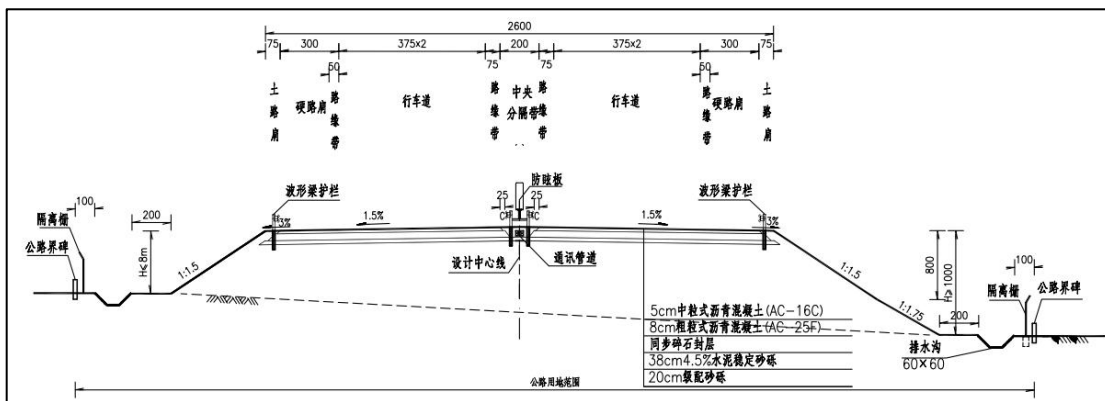 2600
75 300 375×2 200 375×2 300 75
50 75 75 50
土路肩 硬路肩 路缘带 行车道 路缘带 中央分隔带 路缘带 行车道 路缘带 硬路肩 土路肩
防眩板
波形梁护栏 25 25 波形梁护栏
100 200 3% 1.5% C C 1.5% 3%
隔离栅
公路界碑
H≤8m
1:1.5
设计中心线 通讯管道
1:1.5
800
H≥1000
100
1:1.75
200
隔离栅 公路界碑
5cm中粒式沥青混凝土(AC-16C)
8cm粗粒式沥青混凝土(AC-25F)
同步碎石封层
38cm4.5%水泥稳定砂砾
20cm级配砂砾
排水沟
60×60
公路用地范围